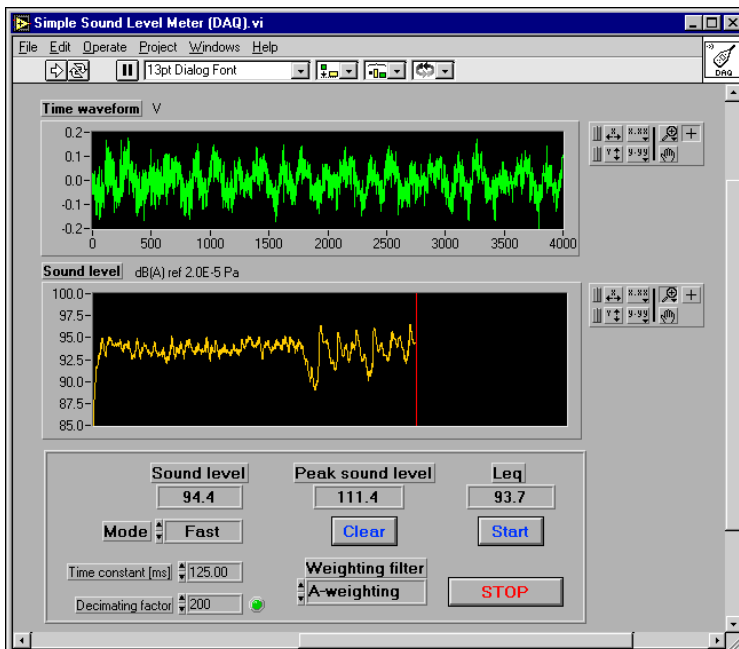 Simple Sound Level Meter (DAQ).vi
File Edit Operate Project Windows Help
13pt Dialog Font
DAQ
Time waveform V
0.2
0.1
0.0
-0.1
-0.2
0 500 1000 1500 2000 2500 3000 3500 4000
X X.XX
Y Y.YY
Sound level dB(A) ref 2.0E-5 Pa
100.0
97.5
95.0
92.5
90.0
87.5
85.0
X X.XX
Y Y.YY
Sound level Peak sound level Leq
94.4 111.4 93.7
Mode Fast Clear Start
Time constant [ms] 125.00 Weighting filter
A-weighting STOP
Decimating factor 200